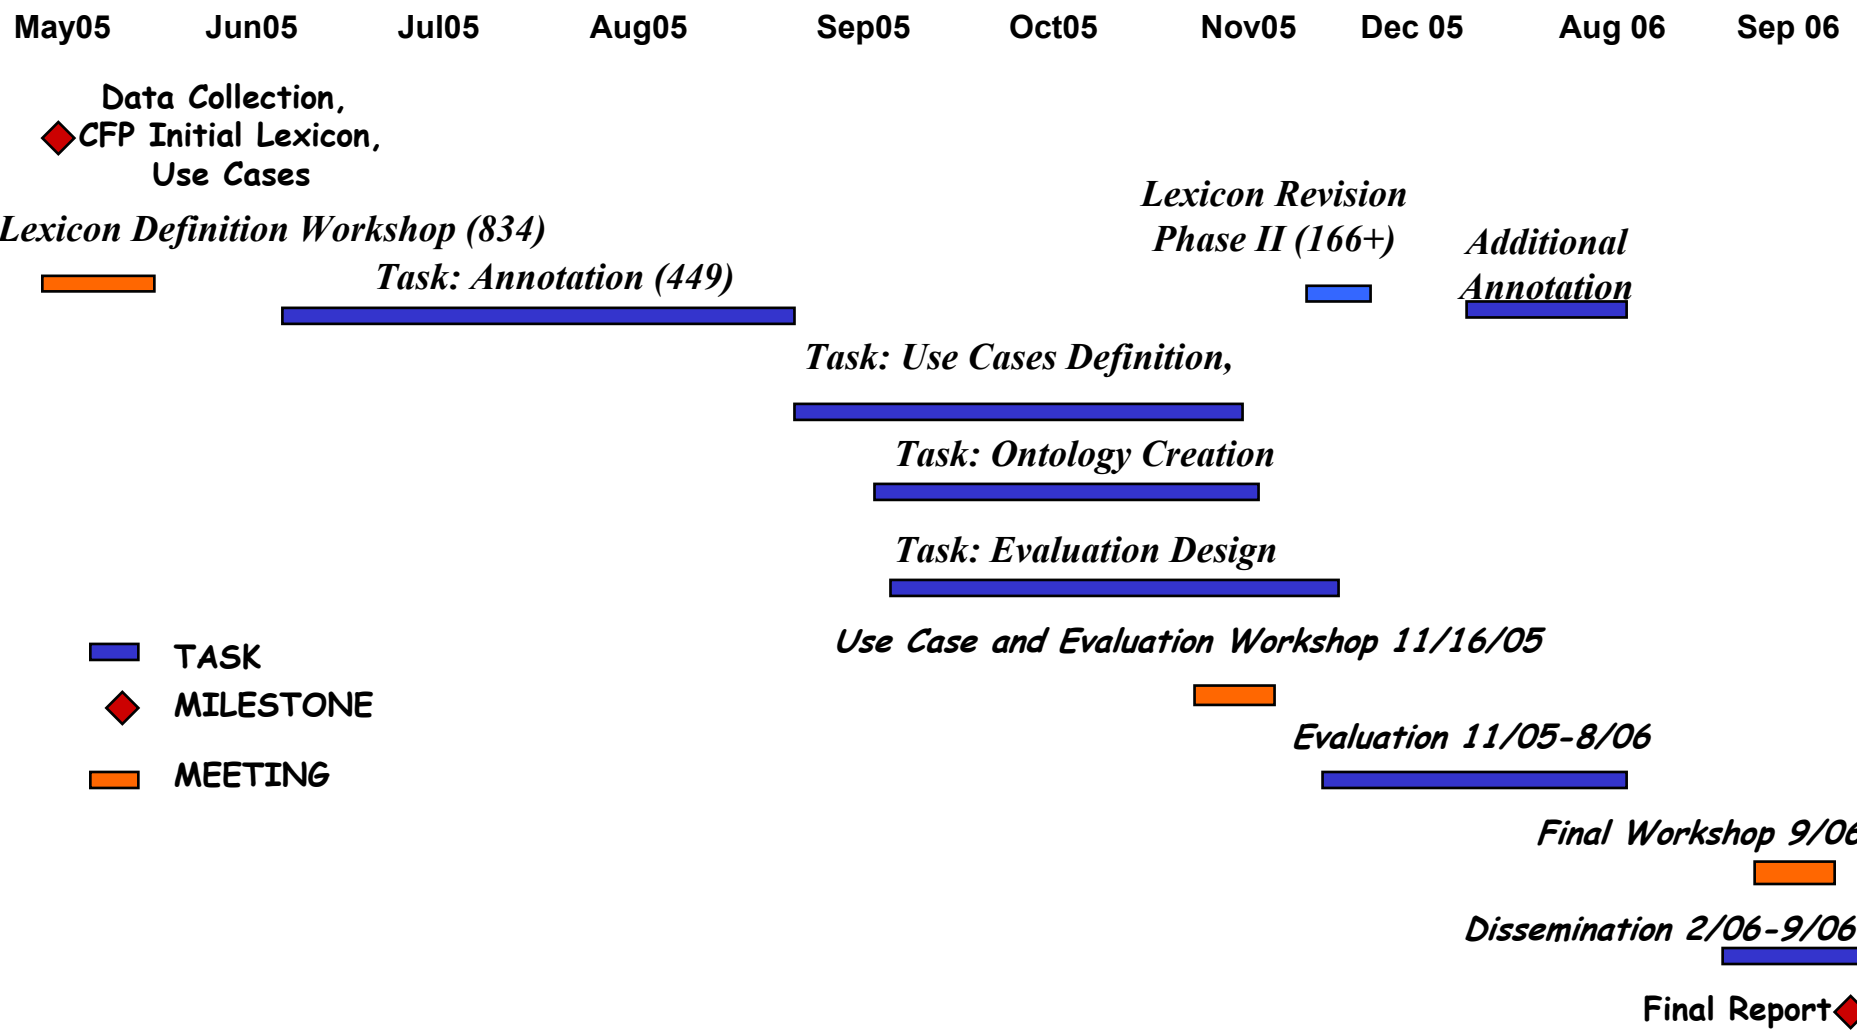 May05 Jun05 Jul05 Aug05 Sep05 Oct05 Nov05 Dec 05 Aug 06 Sep 06
Data Collection,
CFP Initial Lexicon,
Use Cases
Lexicon Definition Workshop (834)
Task: Annotation (449)
Lexicon Revision
Phase II (166+)
Additional
Annotation
Task: Use Cases Definition,
Task: Ontology Creation
Task: Evaluation Design
Use Case and Evaluation Workshop 11/16/05
TASK
MILESTONE
MEETING
Evaluation 11/05-8/06
Final Workshop 9/06
Dissemination 2/06-9/06
Final Report